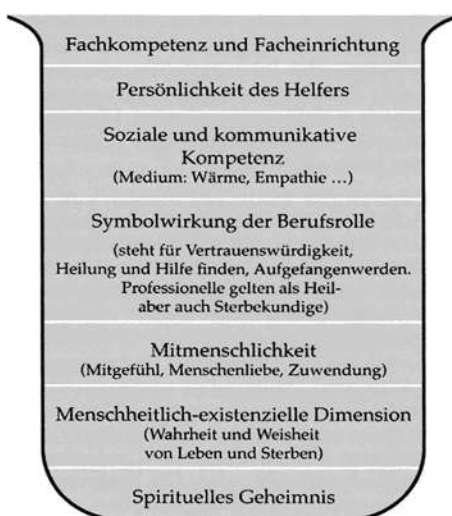 Fachkompetenz und Facheinrichtung
Persönlichkeit des Helfers
Soziale und kommunikative
Kompetenz
(Medium: Wärme, Empathie ...)
Symbolwirkung der Berufsrolle
(steht für Vertrauenswürdigkeit,
Heilung und Hilfe finden, Aufgefangenwerden.
Professionelle gelten als Heil-
aber auch Sterbekundige)
Mitmenschlichkeit
(Mitgefühl, Menschenliebe, Zuwendung)
Menschheitlich-existenzielle Dimension
(Wahrheit und Weisheit
von Leben und Sterben)
Spirituelles Geheimnis